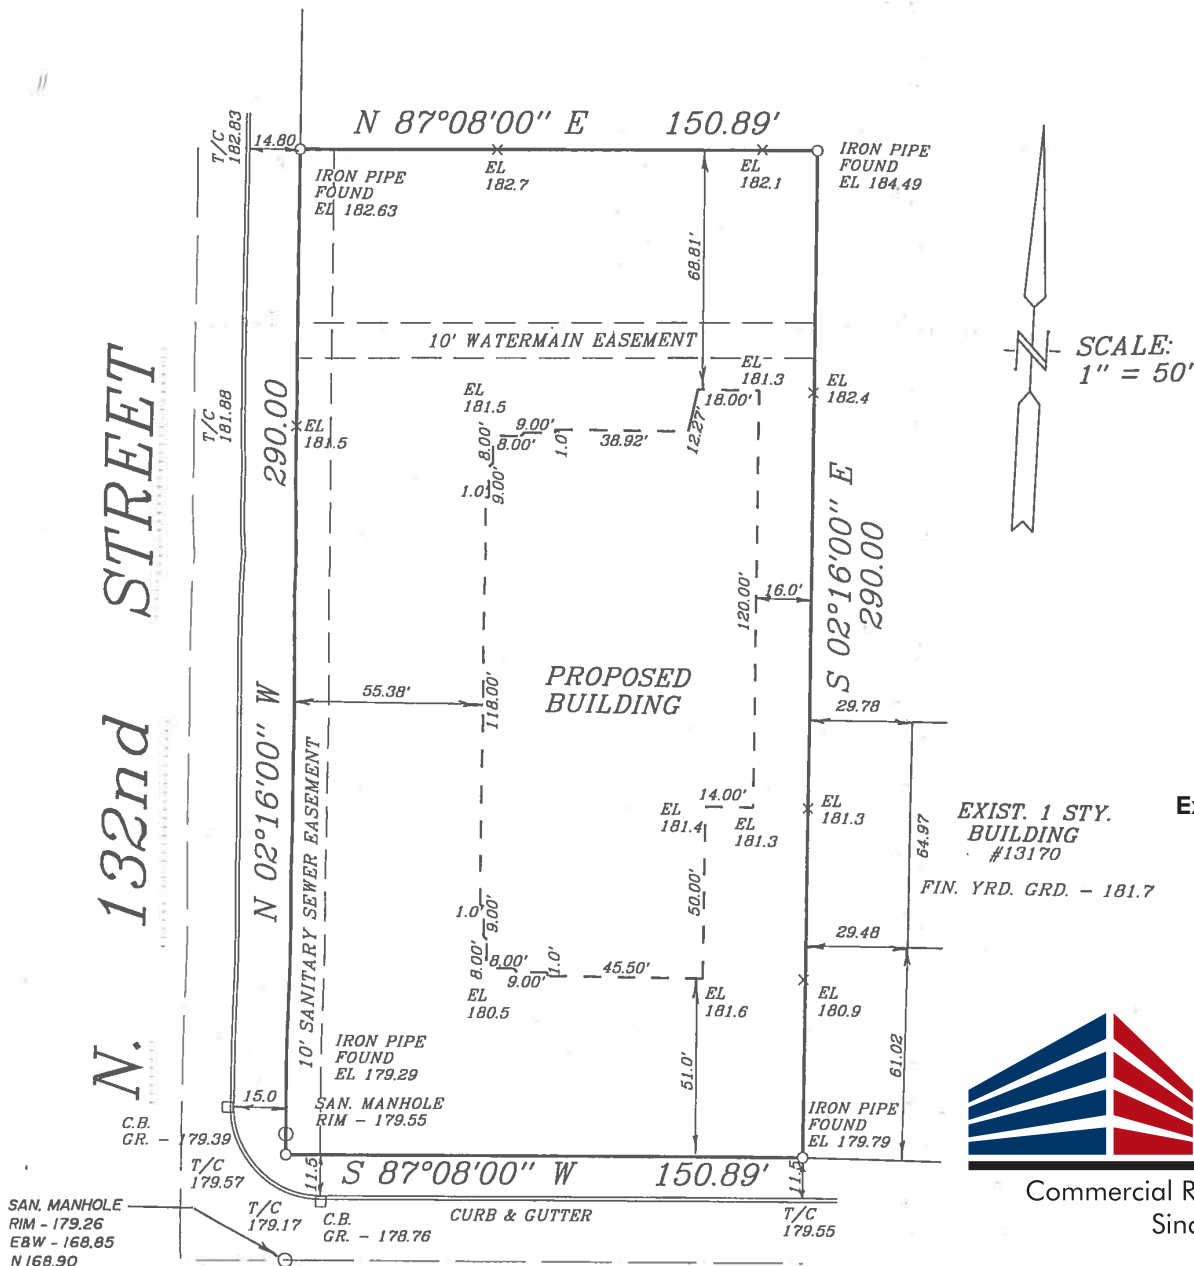 N 87°08'00" E 150.89'
T/C
182.83
14.80
IRON PIPE
FOUND
EL 182.63
EL
182.7
EL
182.1
IRON PIPE
FOUND
EL 184.49
68.81'
10' WATERMAIN EASEMENT
SCALE:
1" = 50'
N
T/C
181.88
290.00
EL
181.5
EL
181.5
EL
181.3
EL
182.4
18.00'
12.27'
9.00'
8.00'
8.00'
1.0'
38.92'
9.00'
1.0'
N. 132nd STREET
S 02°16'00" E
290.00
120.00'
16.0'
PROPOSED
BUILDING
55.38'
118.00'
N 02°16'00" W
10' SANITARY SEWER EASEMENT
29.78
14.00'
EL
181.4
EL
181.3
EL
181.3
64.97
EXIST. 1 STY.
BUILDING
#13170
FIN. YRD. GRD. - 181.7
50.00'
29.48
1.0'
9.00'
8.00'
8.00'
9.00'
1.0'
45.50'
EL
180.5
EL
181.6
EL
180.9
51.0'
61.02
IRON PIPE
FOUND
EL 179.29
SAN. MANHOLE
RIM - 179.55
15.0
C.B.
GR. - 179.39
IRON PIPE
FOUND
EL 179.79
T/C
179.57
11.5
S 87°08'00" W 150.89'
11.5
SAN. MANHOLE
RIM - 179.26
E&W - 168.85
N 168.90
T/C
179.17
C.B.
GR. - 178.76
CURB & GUTTER
T/C
179.55
Commercial R
Sinc
Ex